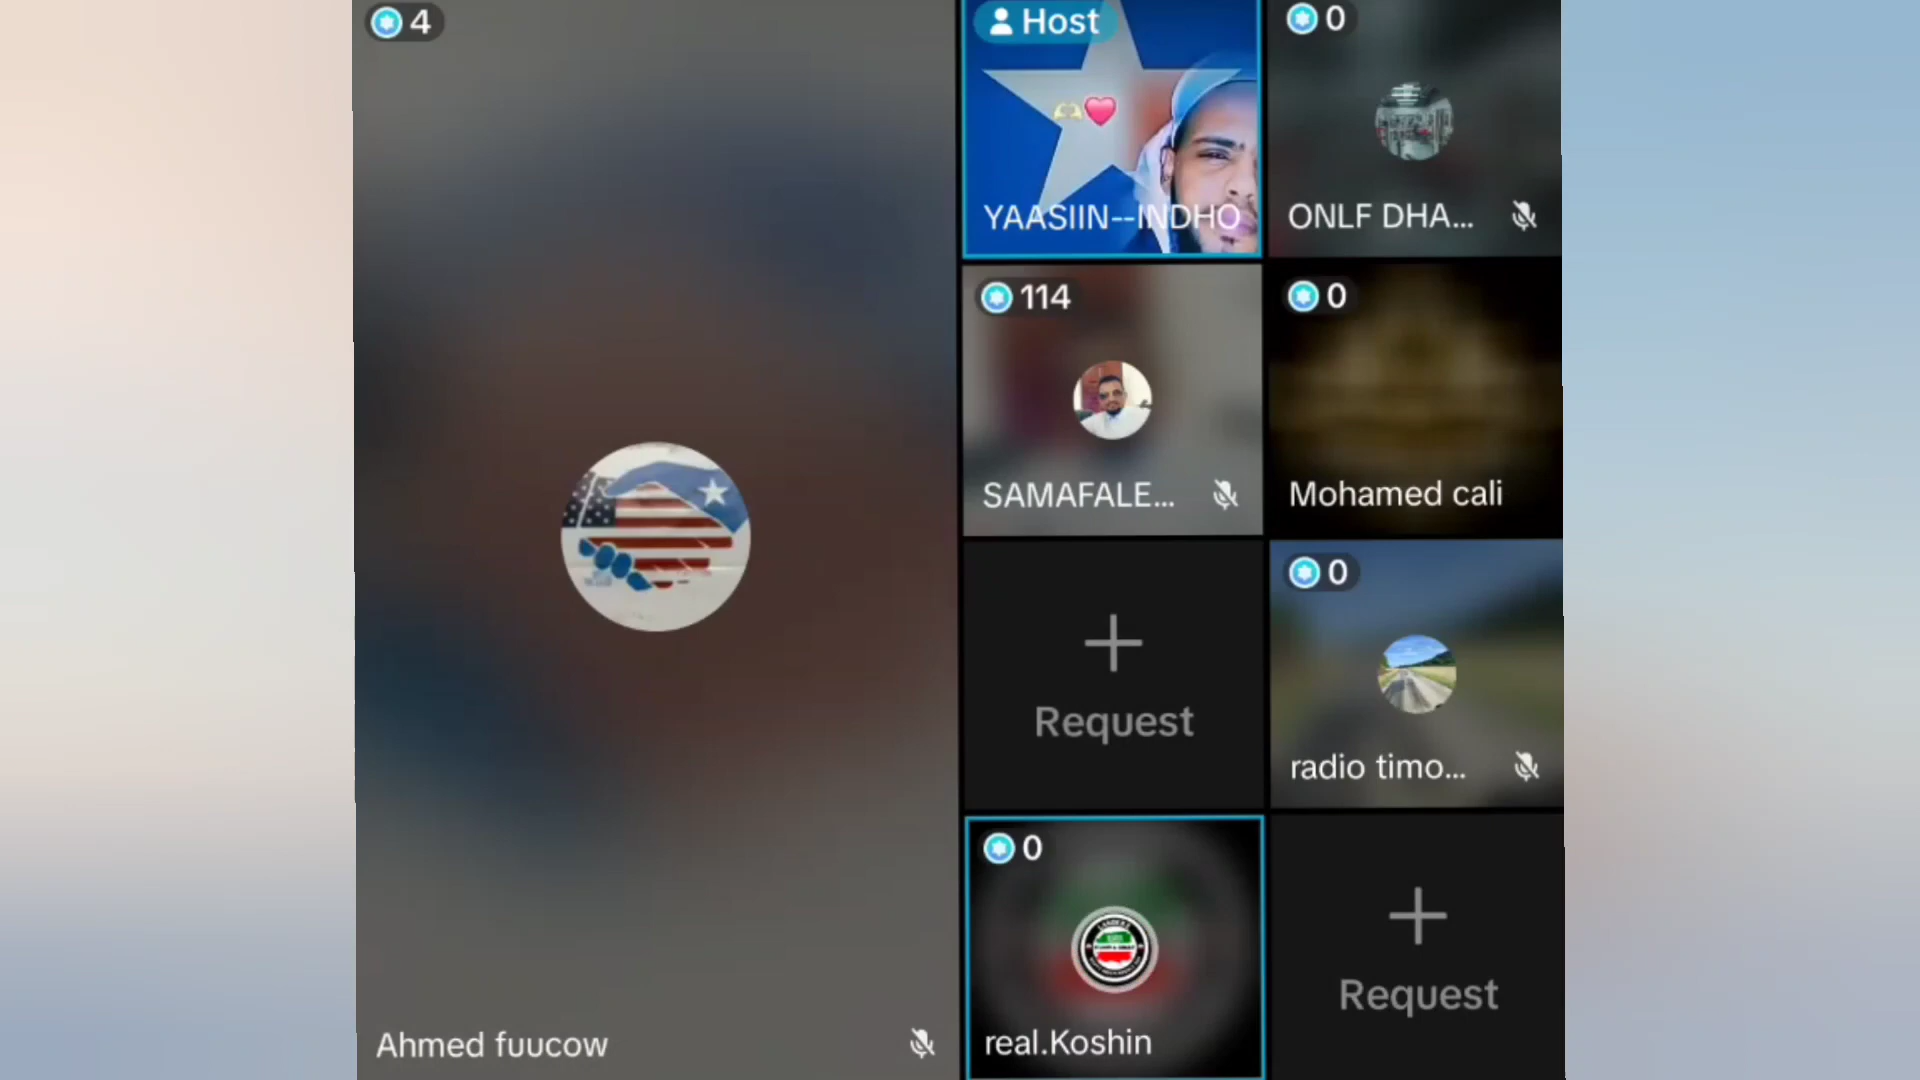 4
Host
YAASIIN--INDHO
0
ONLF DHA...
114
SAMAFALE...
0
Mohamed cali
Request
0
radio timo...
0
real.Koshin
Request
Ahmed fuucow